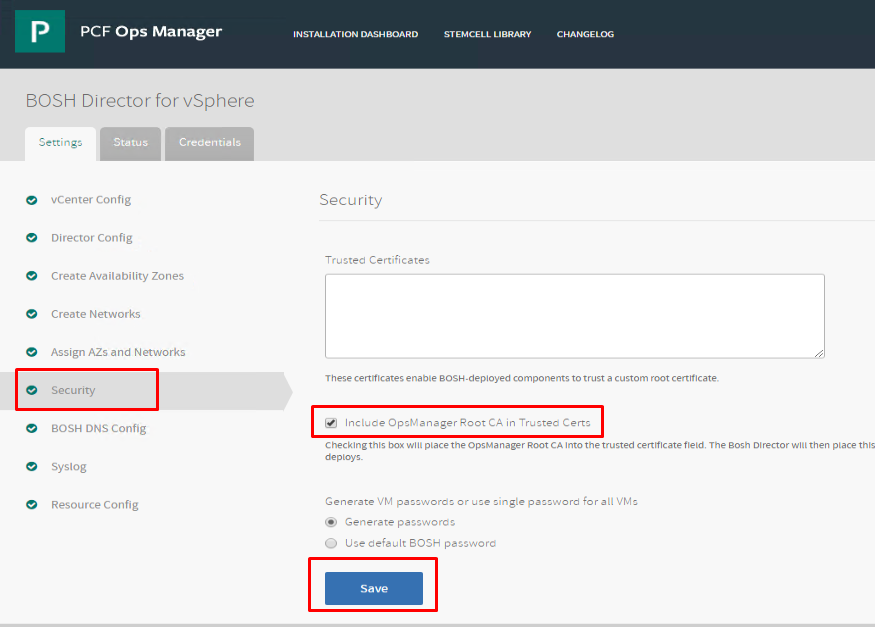 P PCF Ops Manager INSTALLATION DASHBOARD STEMCELL LIBRARY CHANGELOG
BOSH Director for vSphere
Settings Status Credentials
vCenter Config
Director Config
Create Availability Zones
Create Networks
Assign AZs and Networks
Security
BOSH DNS Config
Syslog
Resource Config
Security
Trusted Certificates
These certificates enable BOSH-deployed components to trust a custom root certificate.
Include OpsManager Root CA in Trusted Certs
Checking this box will place the OpsManager Root CA into the trusted certificate field. The Bosh Director will then place this
deploys.
Generate VM passwords or use single password for all VMs
Generate passwords
Use default BOSH password
Save